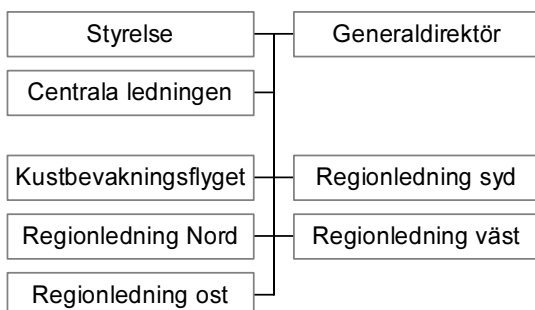 Styrelse
Generaldirektör
Centrala ledningen
Kustbevakningsflyget
Regionledning syd
Regionledning Nord
Regionledning väst
Regionledning ost